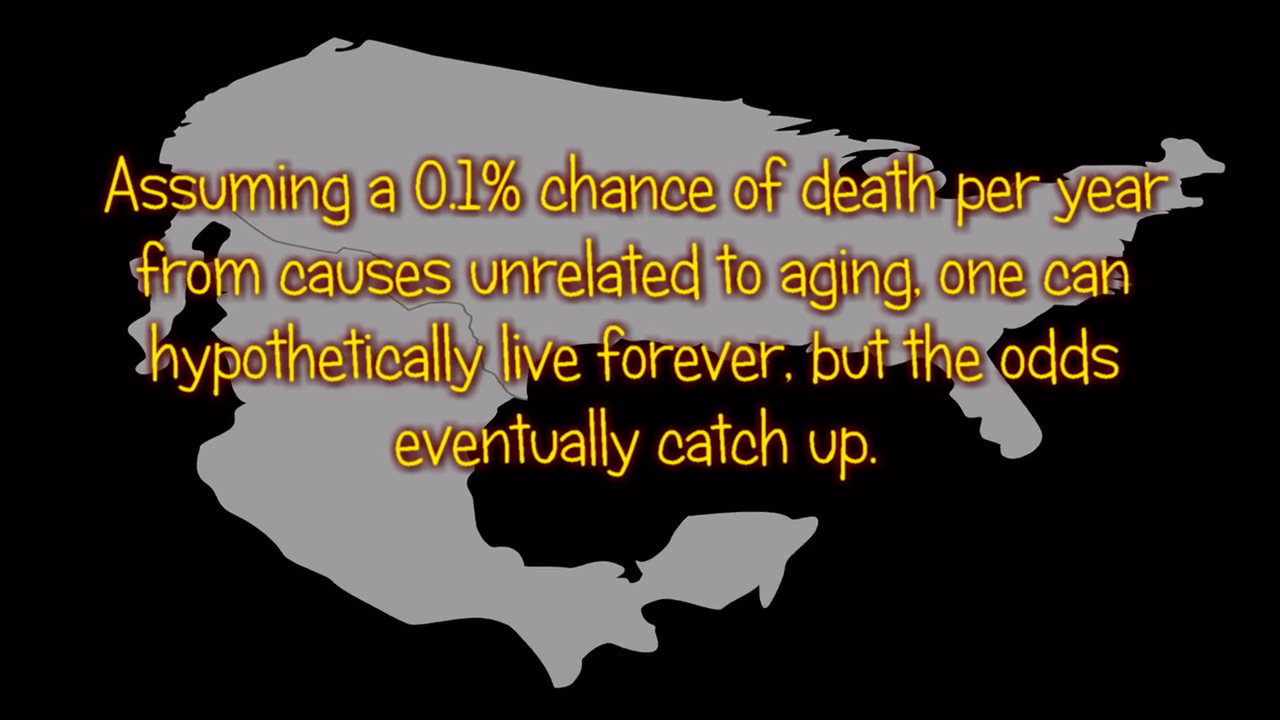 Assuming a 0.1% chance of death per year
from causes unrelated to aging, one can
hypothetically live forever, but the odds
eventually catch up.